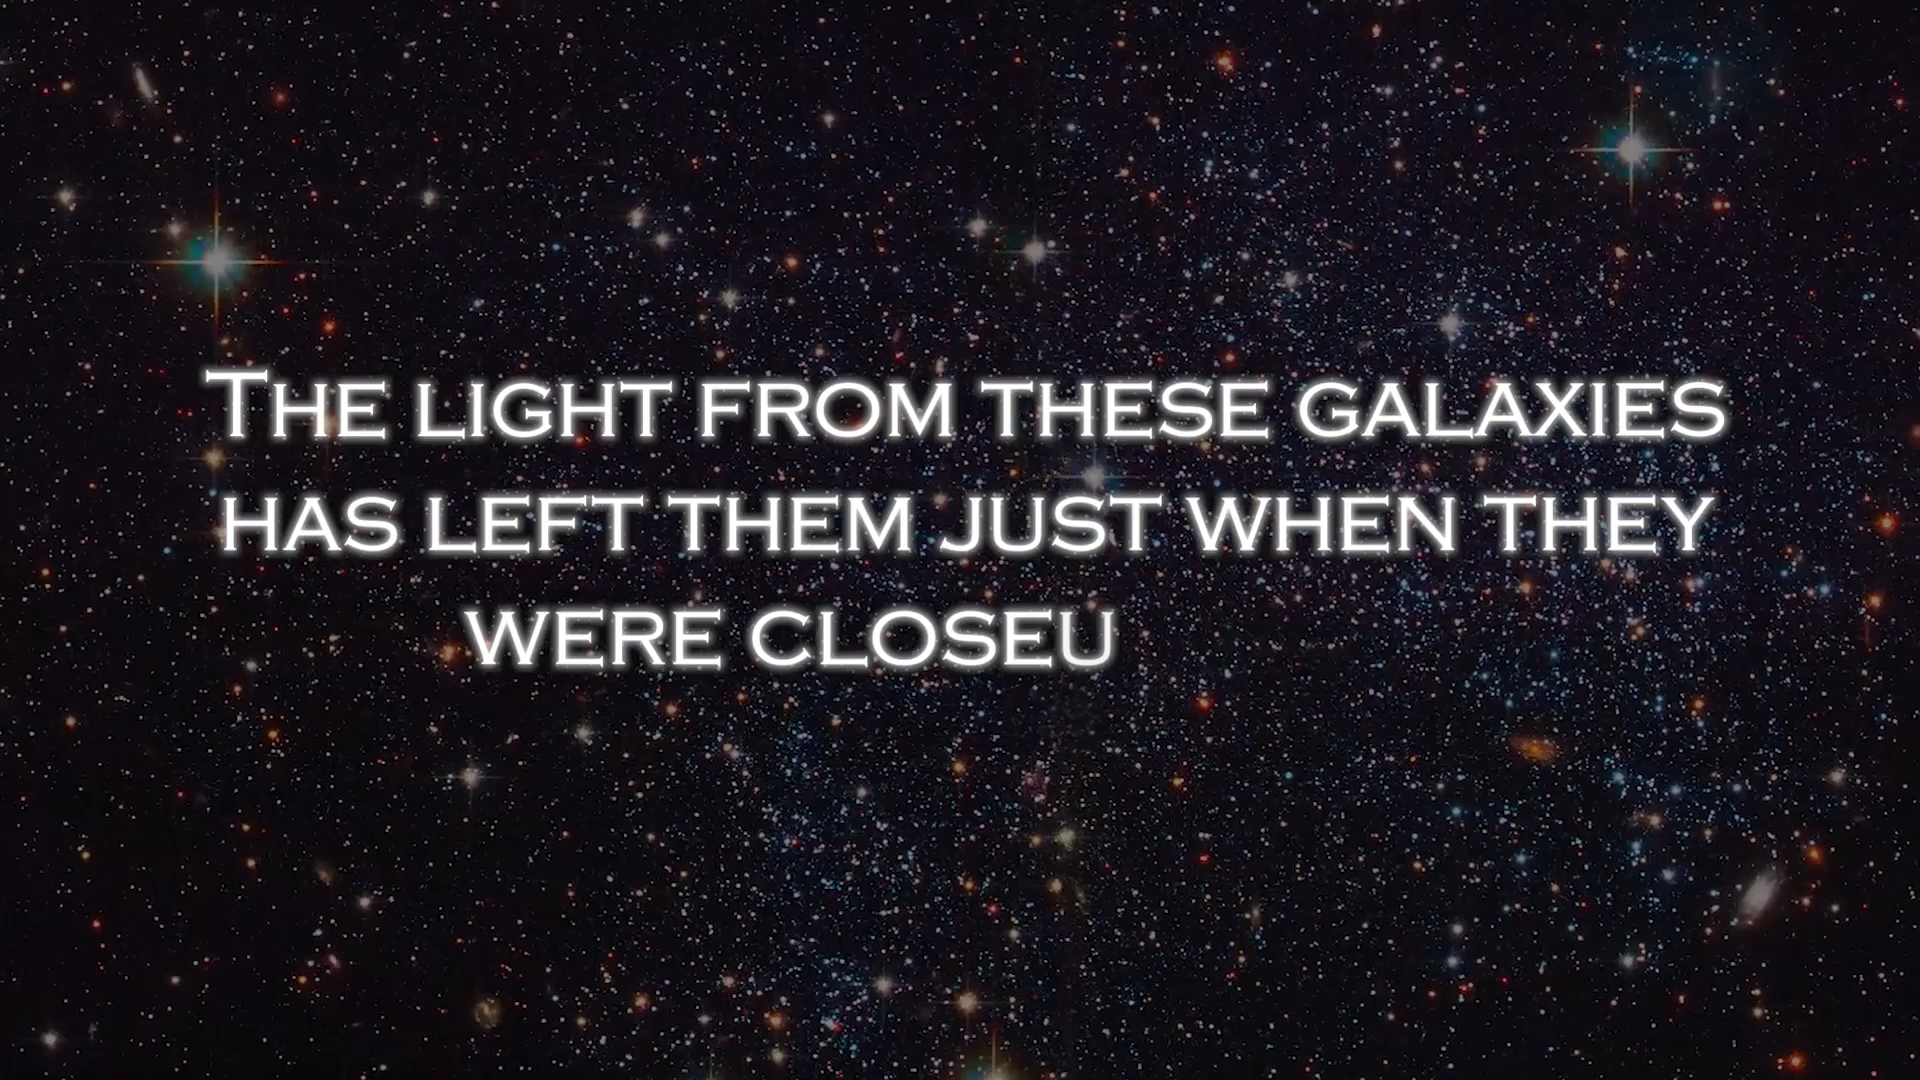 The light from these galaxies
has left them just when they
were closeu